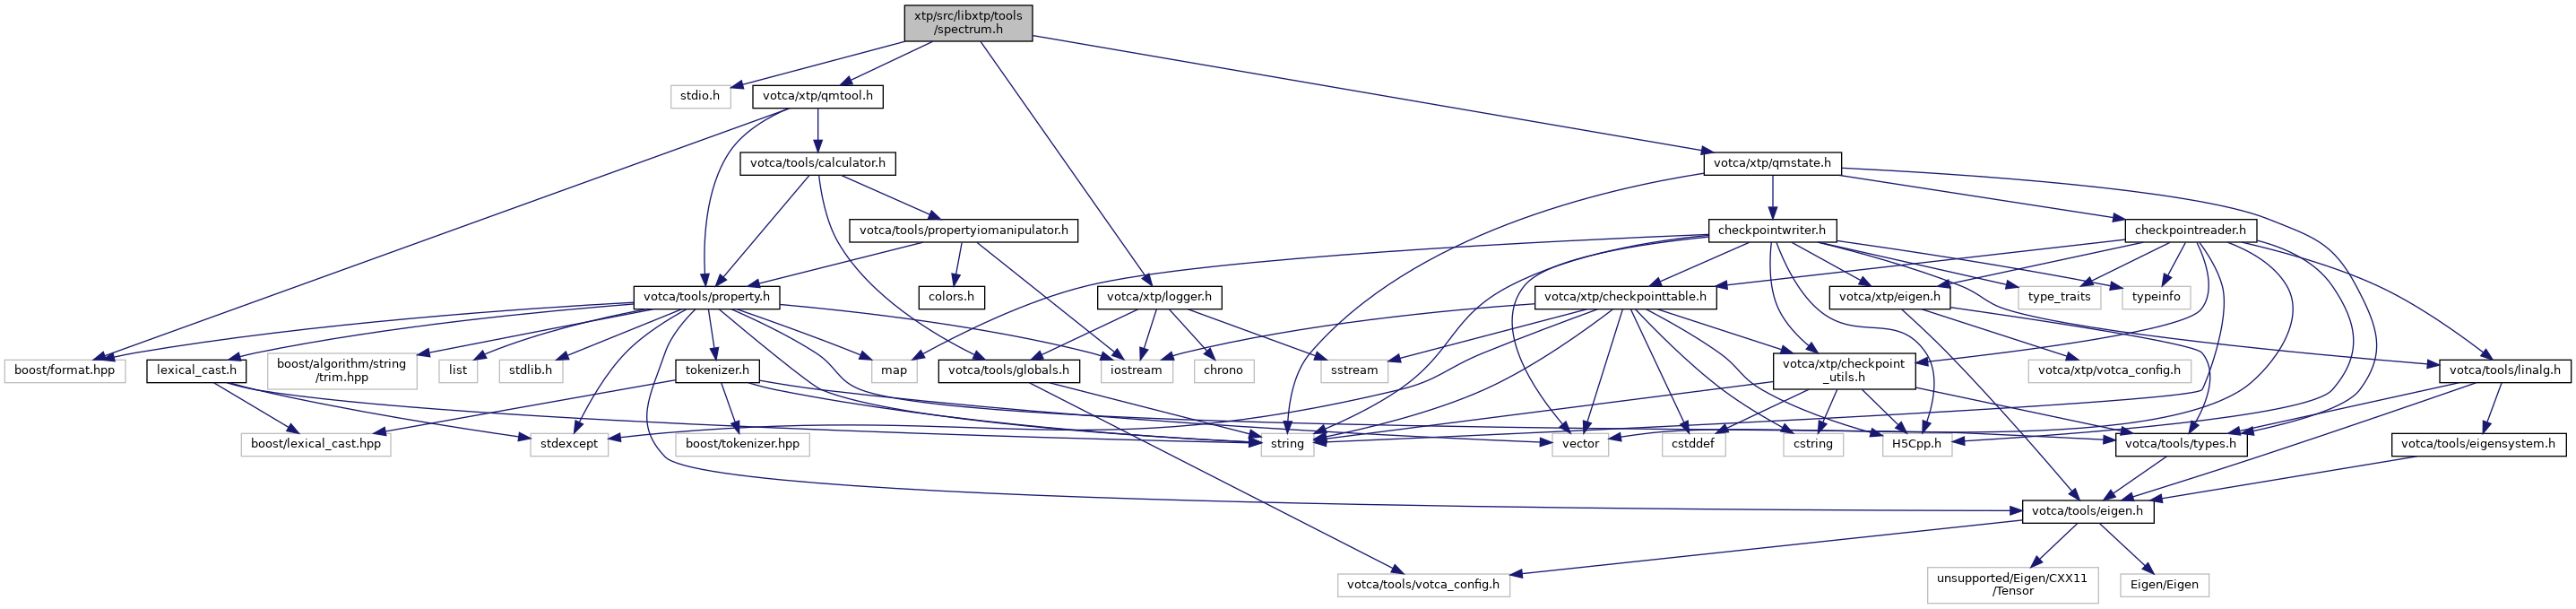 xtp/src/libxtp/tools
/spectrum.h
stdio.h
votca/xtp/qmtool.h
votca/tools/calculator.h
votca/xtp/qmstate.h
votca/tools/propertyiomanipulator.h
checkpointwriter.h
checkpointreader.h
votca/tools/property.h
colors.h
votca/xtp/logger.h
votca/xtp/checkpointtable.h
votca/xtp/eigen.h
type_traits
typeinfo
boost/format.hpp
lexical_cast.h
boost/algorithm/string
/trim.hpp
list
stdlib.h
tokenizer.h
map
votca/tools/globals.h
iostream
chrono
sstream
votca/xtp/checkpoint
_utils.h
votca/xtp/votca_config.h
votca/tools/linalg.h
boost/lexical_cast.hpp
stdexcept
boost/tokenizer.hpp
string
vector
cstddef
cstring
H5Cpp.h
votca/tools/types.h
votca/tools/eigensystem.h
votca/tools/eigen.h
votca/tools/votca_config.h
unsupported/Eigen/CXX11
/Tensor
Eigen/Eigen